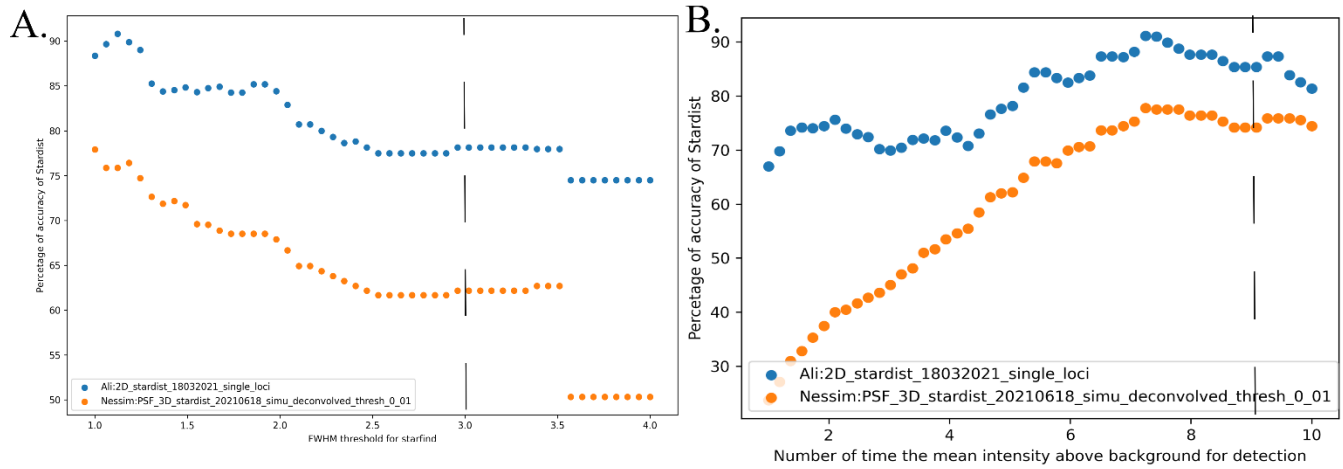 A.
90
85
80
75
70
65
60
55
50
Percetage of accuracy of Stardist
Ali:2D_stardist_18032021_single_loci
Nessim:PSF_3D_stardist_20210618_simu_deconvolved_thresh_0_01
1.0 1.5 2.0 2.5 3.0 3.5 4.0
FWHM threshold for starfind
B.
90
80
70
60
50
40
30
Percetage of accuracy of Stardist
Ali:2D_stardist_18032021_single_loci
Nessim:PSF_3D_stardist_20210618_simu_deconvolved_thresh_0_01
2 4 6 8 10
Number of time the mean intensity above background for detection